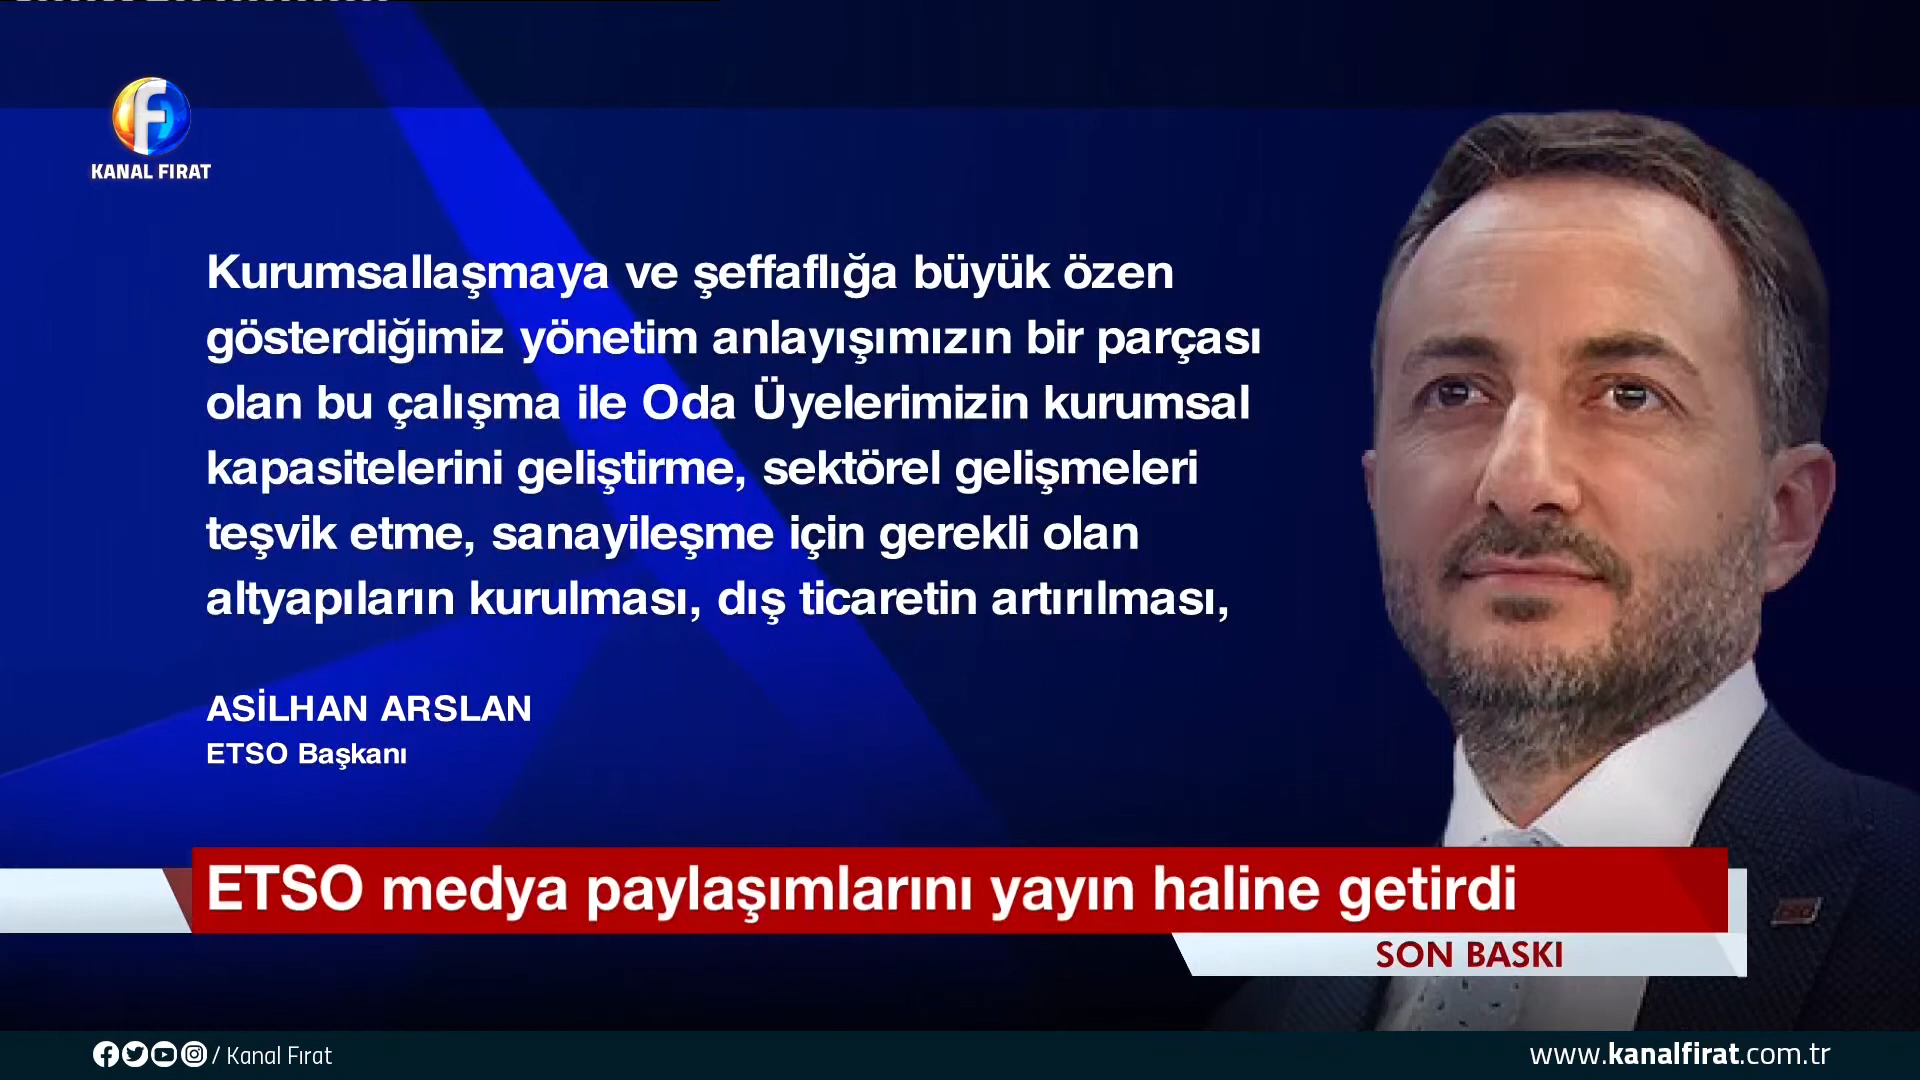 KANAL FIRAT
Kurumsallaşmaya ve şeffaflığa büyük özen
gösterdiğimiz yönetim anlayışımızın bir parçası
olan bu çalışma ile Oda Üyelerimizin kurumsal
kapasitelerini geliştirme, sektörel gelişmeleri
teşvik etme, sanayileşme için gerekli olan
altyapıların kurulması, dış ticaretin artırılması,
ASİLHAN ARSLAN
ETSO Başkanı
ETSO medya paylaşımlarını yayın haline getirdi
SON BASKI
/ Kanal Fırat
www.kanalfirat.com.tr